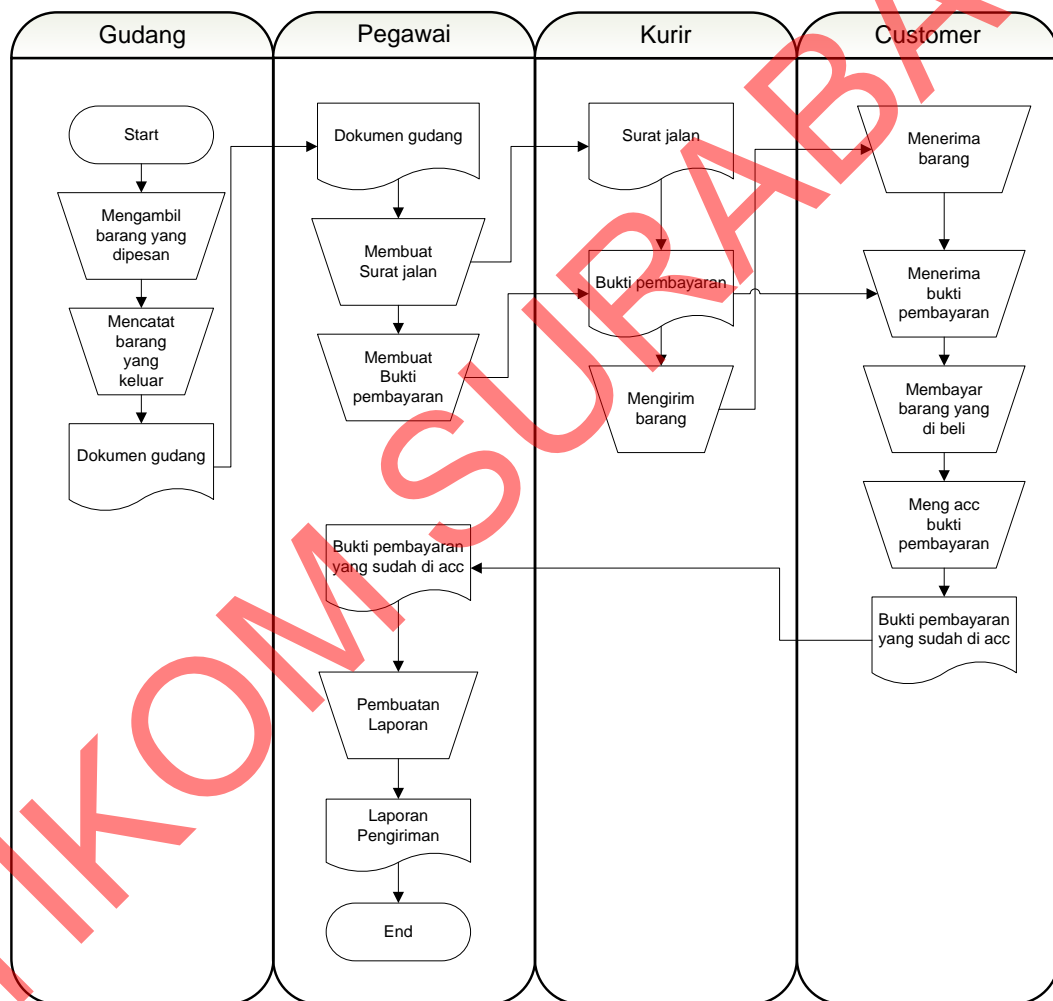 Gudang
Pegawai
Kurir
Customer
Start
Mengambil
barang yang
dipesan
Mencatat
barang
yang
keluar
Dokumen gudang
Dokumen gudang
Membuat
Surat jalan
Membuat
Bukti
pembayaran
Bukti pembayaran
yang sudah di acc
Pembuatan
Laporan
Laporan
Pengiriman
End
Surat jalan
Bukti pembayaran
Mengirim
barang
Menerima
barang
Menerima
bukti
pembayaran
Membayar
barang yang
di beli
Meng acc
bukti
pembayaran
Bukti pembayaran
yang sudah di acc
IKOM SURABA